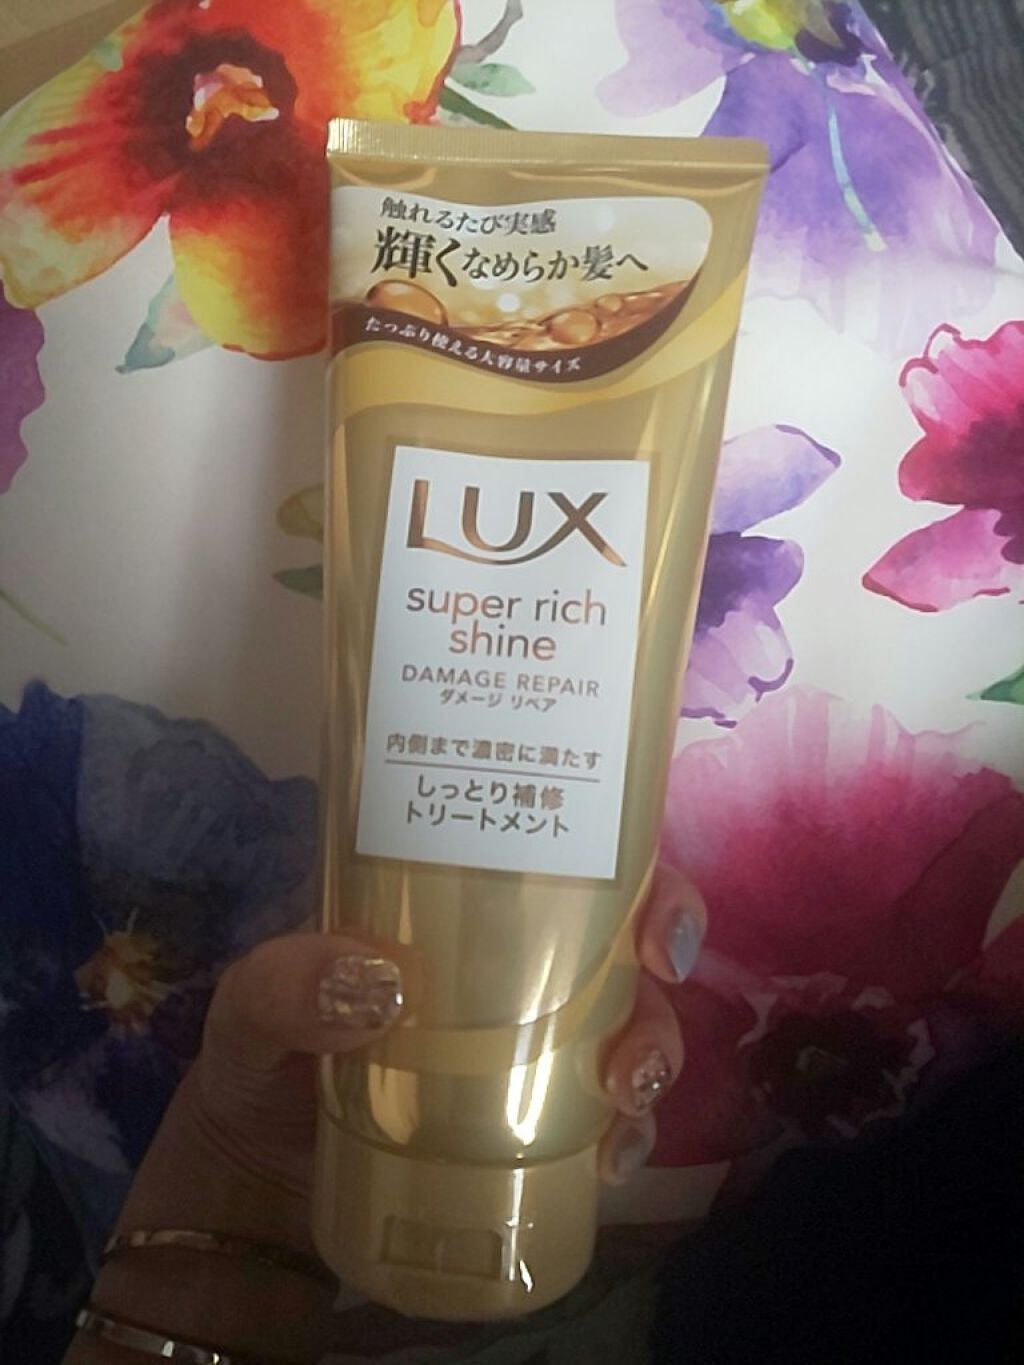 触れるたび実感
輝くなめらか髪へ
たっぷり使える大容量サイズ
LUX
super rich
shine
DAMAGE REPAIR
ダメージ リペア
内側まで濃密に満たす
しっとり補修
トリートメント